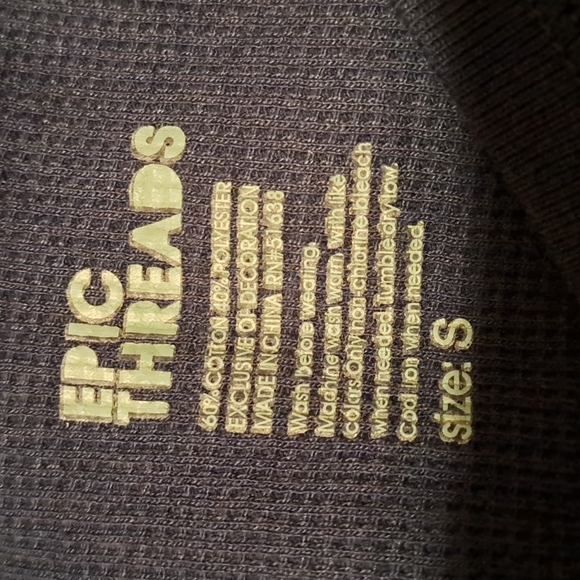 EPIC
THREADS
60% COTTON 40% POLYESTER
EXCLUSIVE OF DECORATION
MADE IN CHINA RN# 51638
Wash before wearing.
Machine wash warm with like
colors. Only non-chlorine bleach
when needed. Tumble dry low.
Cool iron when needed.
size: S